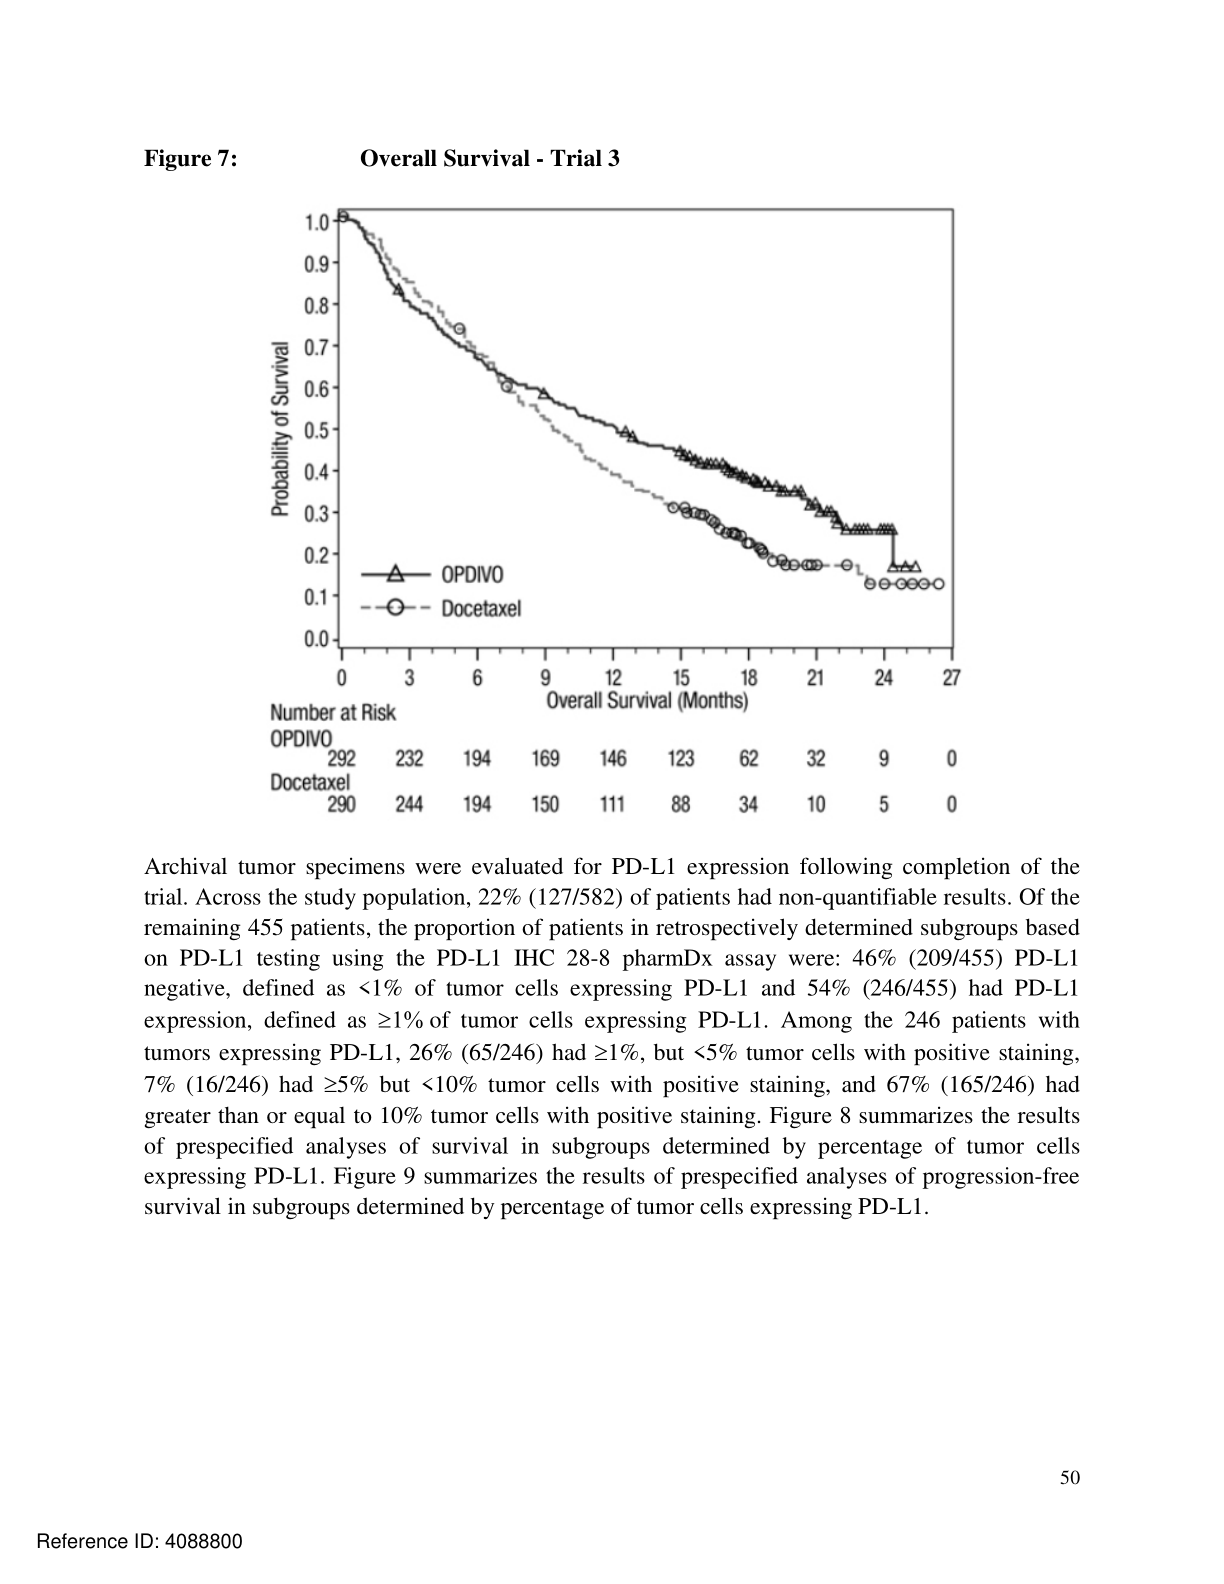 Figure 7: Overall Survival - Trial 3
1.0
0.9
0.8
0.7
0.6
0.5
0.4
0.3
0.2
0.1
0.0
Probability of Survival
OPDIVO
Docetaxel
0 3 6 9 12 15 18 21 24 27
Overall Survival (Months)
Number at Risk
OPDIVO
292 232 194 169 146 123 62 32 9 0
Docetaxel
290 244 194 150 111 88 34 10 5 0
Archival tumor specimens were evaluated for PD-L1 expression following completion of the
trial. Across the study population, 22% (127/582) of patients had non-quantifiable results. Of the
remaining 455 patients, the proportion of patients in retrospectively determined subgroups based
on PD-L1 testing using the PD-L1 IHC 28-8 pharmDx assay were: 46% (209/455) PD-L1
negative, defined as <1% of tumor cells expressing PD-L1 and 54% (246/455) had PD-L1
expression, defined as ≥1% of tumor cells expressing PD-L1. Among the 246 patients with
tumors expressing PD-L1, 26% (65/246) had ≥1%, but <5% tumor cells with positive staining,
7% (16/246) had ≥5% but <10% tumor cells with positive staining, and 67% (165/246) had
greater than or equal to 10% tumor cells with positive staining. Figure 8 summarizes the results
of prespecified analyses of survival in subgroups determined by percentage of tumor cells
expressing PD-L1. Figure 9 summarizes the results of prespecified analyses of progression-free
survival in subgroups determined by percentage of tumor cells expressing PD-L1.
50
Reference ID: 4088800